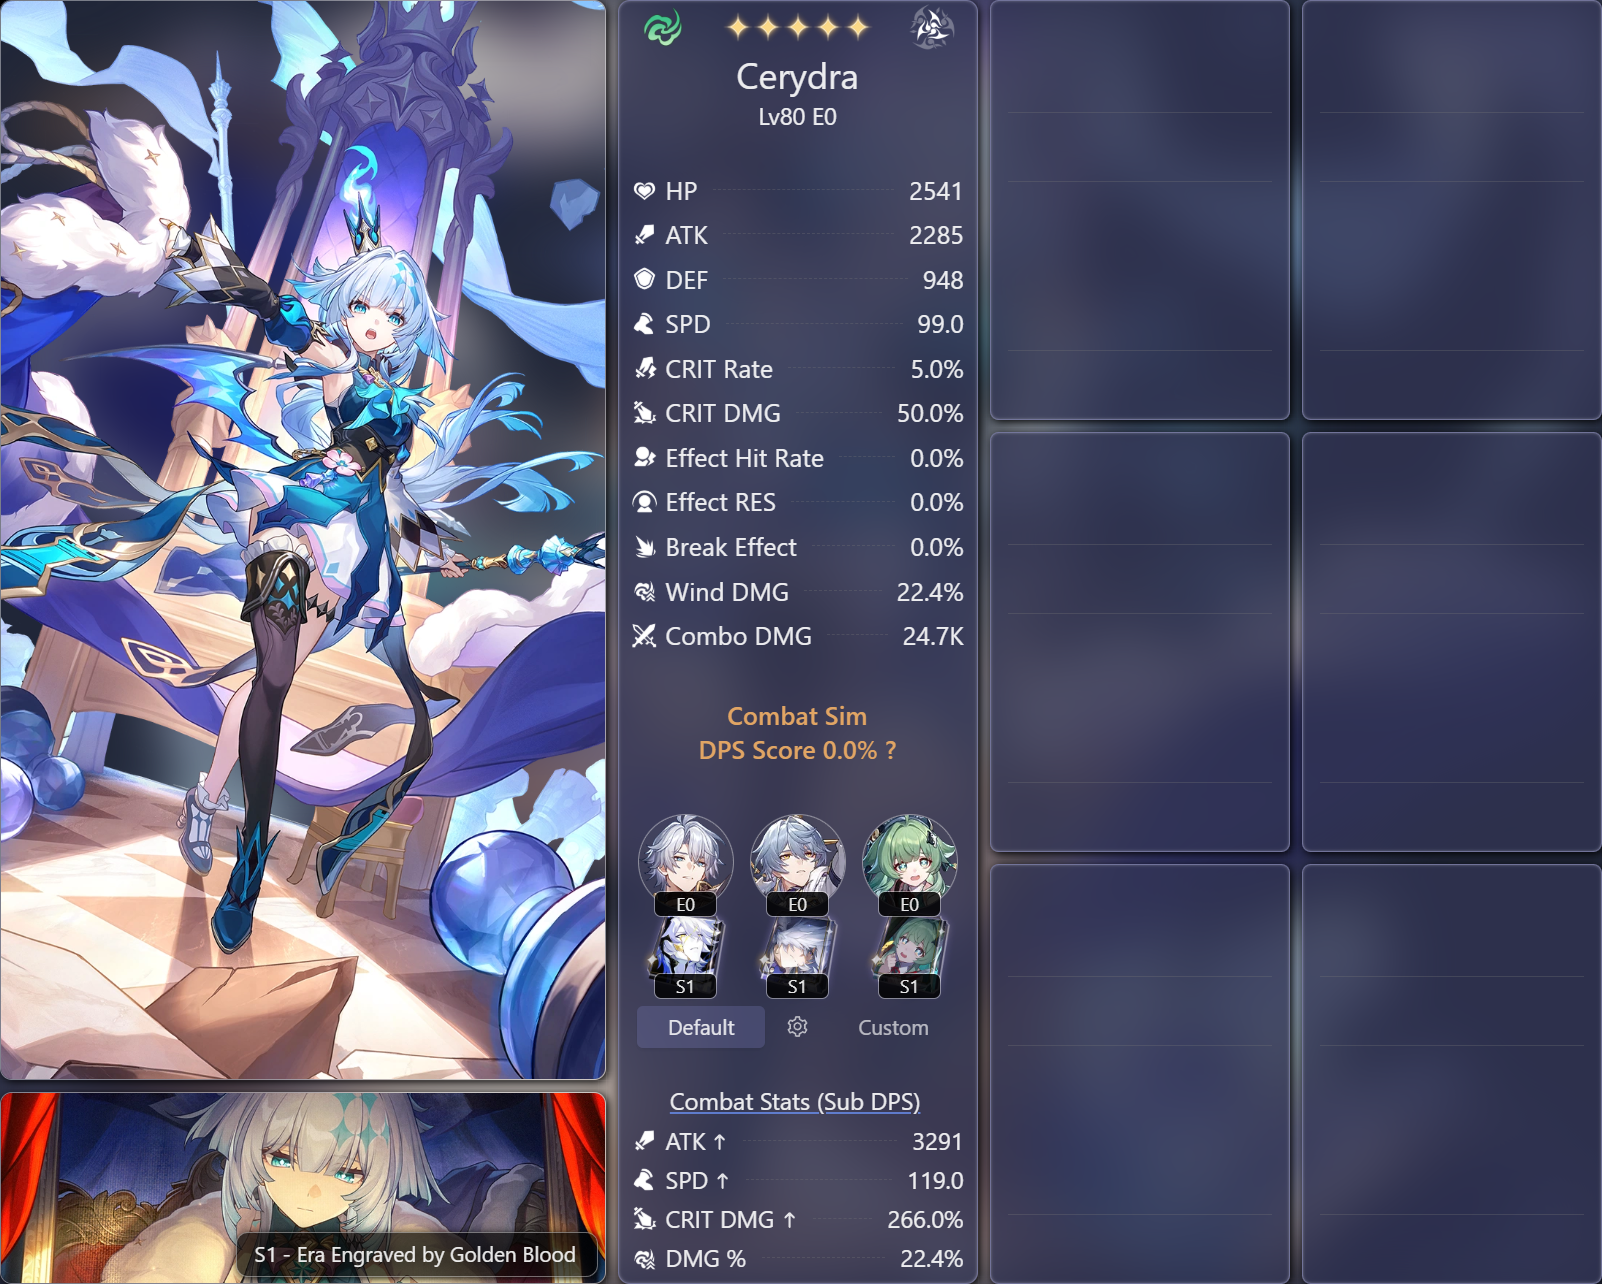 Cerydra
Lv80 E0
HP 2541
ATK 2285
DEF 948
SPD 99.0
CRIT Rate 5.0%
CRIT DMG 50.0%
Effect Hit Rate 0.0%
Effect RES 0.0%
Break Effect 0.0%
Wind DMG 22.4%
Combo DMG 24.7K
Combat Sim
DPS Score 0.0% ?
E0 E0 E0
S1 S1 S1
Default Custom
Combat Stats (Sub DPS)
ATK ↑ 3291
SPD ↑ 119.0
CRIT DMG ↑ 266.0%
DMG % 22.4%
S1 - Era Engraved by Golden Blood